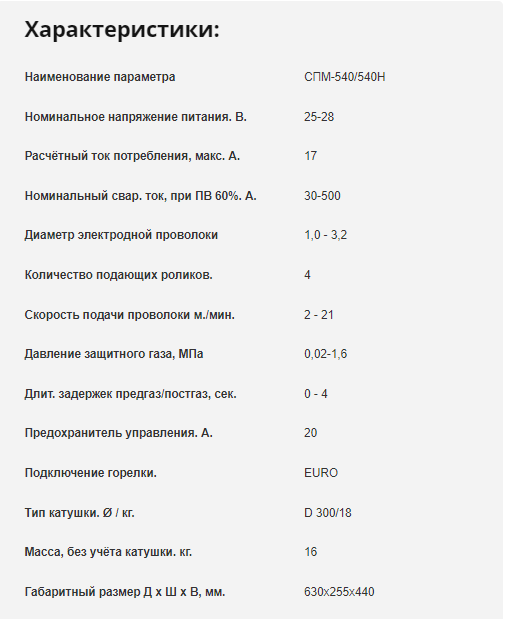 Характеристики:
Наименование параметра СПМ-540/540Н
Номинальное напряжение питания. В. 25-28
Расчётный ток потребления, макс. А. 17
Номинальный свар. ток, при ПВ 60%. А. 30-500
Диаметр электродной проволоки 1,0 - 3,2
Количество подающих роликов. 4
Скорость подачи проволоки м./мин. 2 - 21
Давление защитного газа, МПа 0,02-1,6
Длит. задержек предгаз/постгаз, сек. 0 - 4
Предохранитель управления. А. 20
Подключение горелки. EURO
Тип катушки. Ø / кг. D 300/18
Масса, без учёта катушки. кг. 16
Габаритный размер Д х Ш х В, мм. 630х255х440